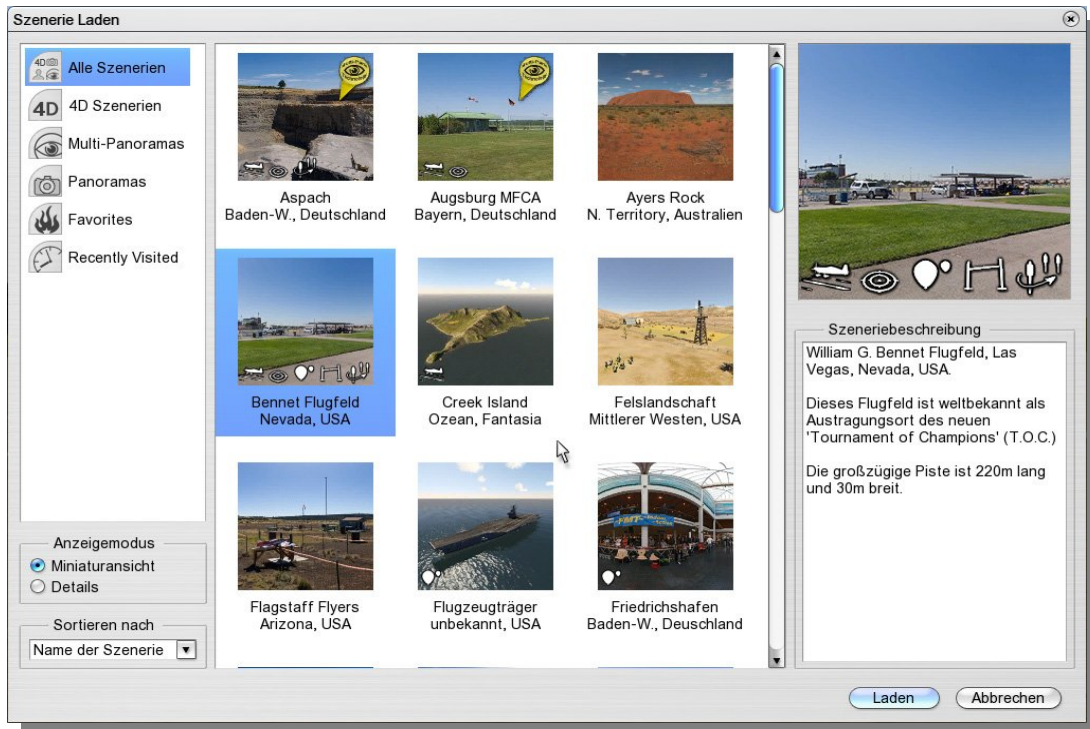 Szenerie Laden
Alle Szenerien
4D
4D Szenerien
Multi-Panoramas
Panoramas
Favorites
Recently Visited
Anzeigemodus
Miniaturansicht
Details
Sortieren nach
Name der Szenerie
Aspach
Baden-W., Deutschland
Augsburg MFCA
Bayern, Deutschland
Ayers Rock
N. Territory, Australien
Bennet Flugfeld
Nevada, USA
Creek Island
Ozean, Fantasia
Felslandschaft
Mittlerer Westen, USA
Flagstaff Flyers
Arizona, USA
Flugzeugträger
unbekannt, USA
Friedrichshafen
Baden-W., Deuschland
Szeneriebeschreibung
William G. Bennet Flugfeld, Las
Vegas, Nevada, USA.
Dieses Flugfeld ist weltbekannt als
Austragungsort des neuen
'Tournament of Champions' (T.O.C.)
Die großzügige Piste ist 220m lang
und 30m breit.
Laden
Abbrechen